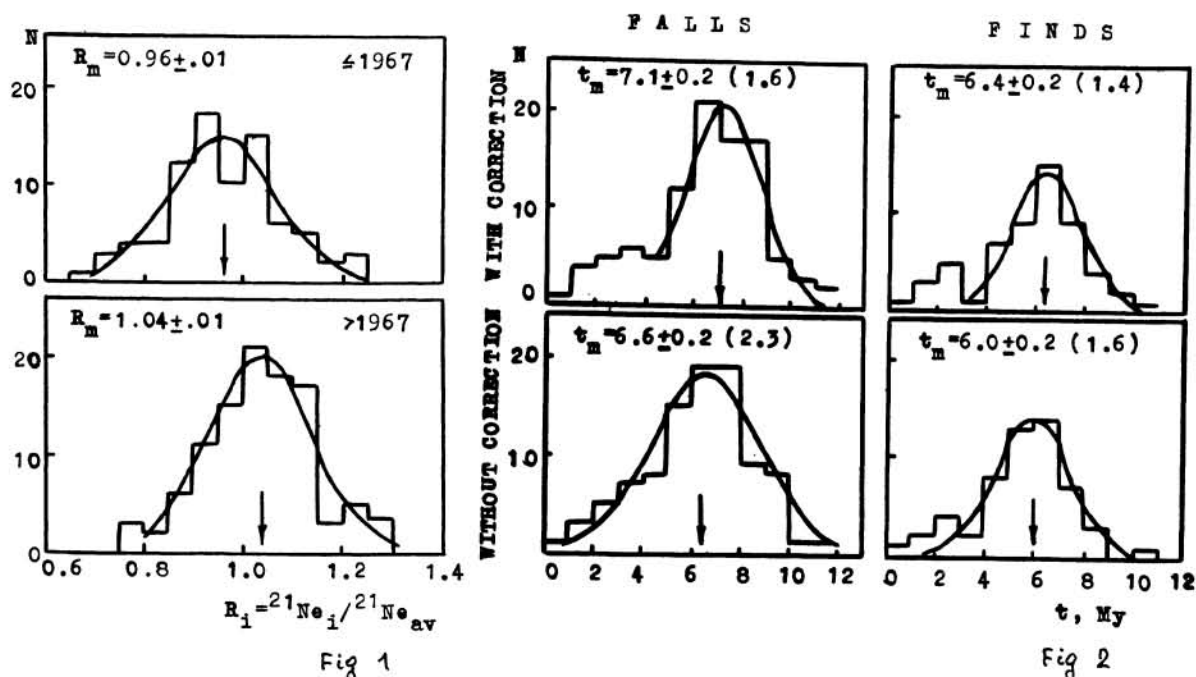 N
R_m=0.96±.01
≤1967
20
10
0
R_m=1.04±.01
>1967
20
10
0
0.6 0.8 1.0 1.2 1.4
R_i=²¹Ne_i/²¹Ne_av
Fig 1
FALLS
FINDS
N
WITH CORRECTION
t_m=7.1±0.2 (1.6)
20
10
0
t_m=6.4±0.2 (1.4)
WITHOUT CORRECTION
t_m=6.6±0.2 (2.3)
20
10
0 2 4 6 8 10 12
t_m=6.0±0.2 (1.6)
0 2 4 6 8 10 12
t, My
Fig 2